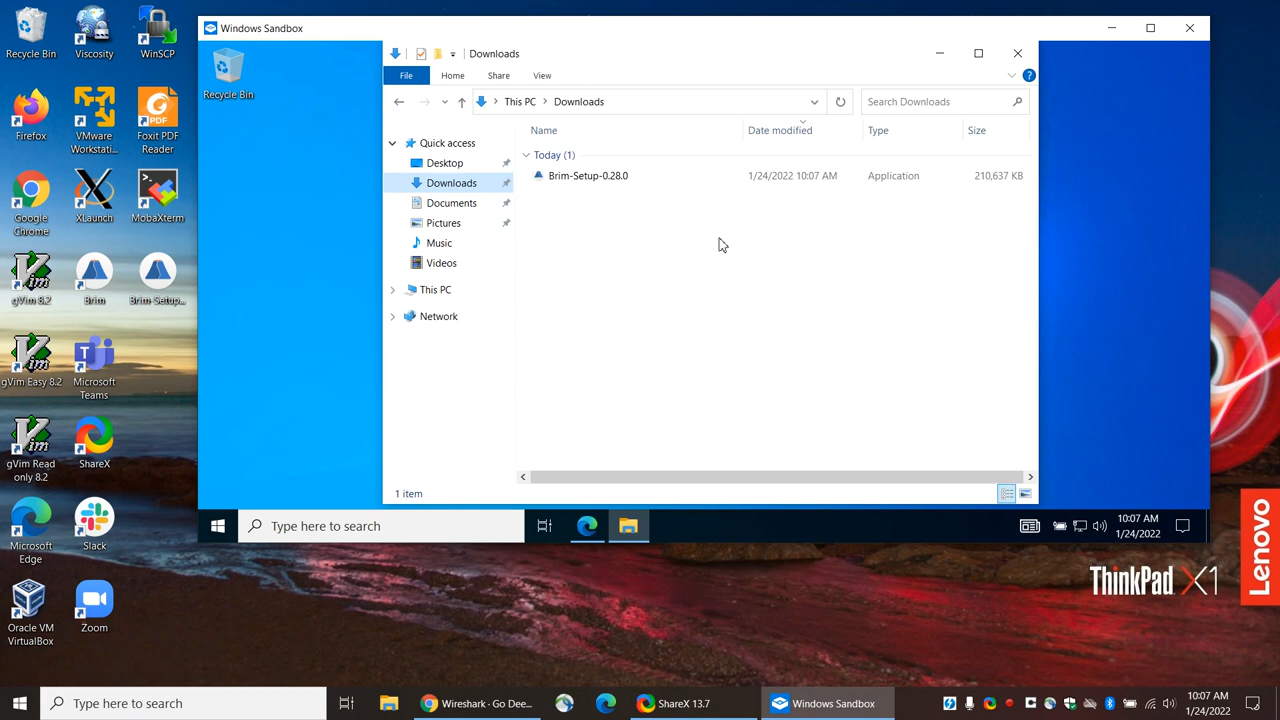 Windows Sandbox
Recycle Bin
Viscosity
WinSCP
Firefox
VMware
Workstati...
Foxit PDF
Reader
Google
Chrome
XLaunch
MobaXterm
gVim 8.2
Brim
Brim-Setup...
gVim Easy 8.2
Microsoft
Teams
gVim Read
only 8.2
ShareX
Microsoft
Edge
Slack
Oracle VM
VirtualBox
Zoom
Recycle Bin
Downloads
File
Home
Share
View
This PC
Downloads
Search Downloads
Name
Date modified
Type
Size
Quick access
Desktop
Downloads
Documents
Pictures
Music
Videos
This PC
Network
Today (1)
Brim-Setup-0.28.0
1/24/2022 10:07 AM
Application
210,637 KB
1 item
Type here to search
10:07 AM
1/24/2022
ThinkPad X1
Lenovo
Type here to search
Wireshark · Go Dee...
ShareX 13.7
Windows Sandbox
10:07 AM
1/24/2022